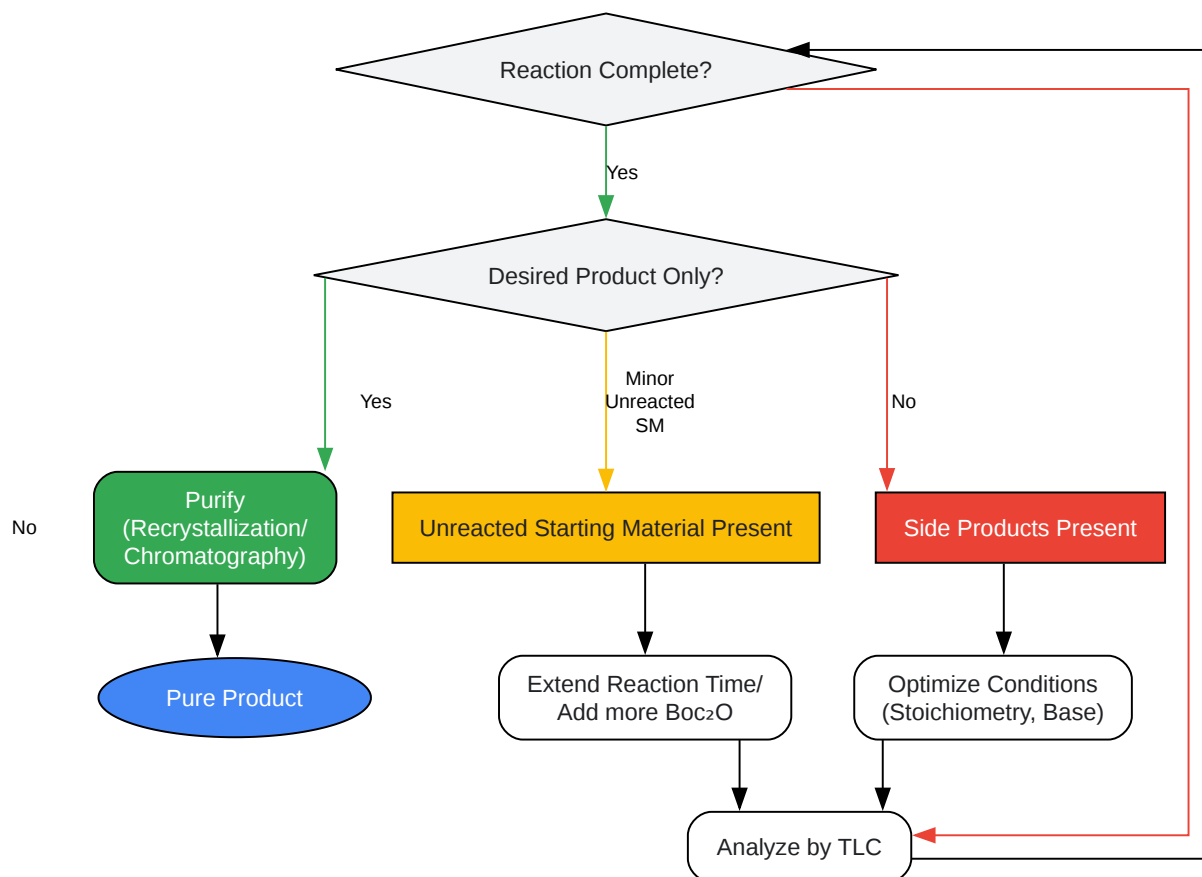 Reaction Complete?
Yes
Desired Product Only?
Yes
Minor
Unreacted
SM
No
No
Purify
(Recrystallization/
Chromatography)
Unreacted Starting Material Present
Side Products Present
Pure Product
Extend Reaction Time/
Add more Boc₂O
Optimize Conditions
(Stoichiometry, Base)
Analyze by TLC